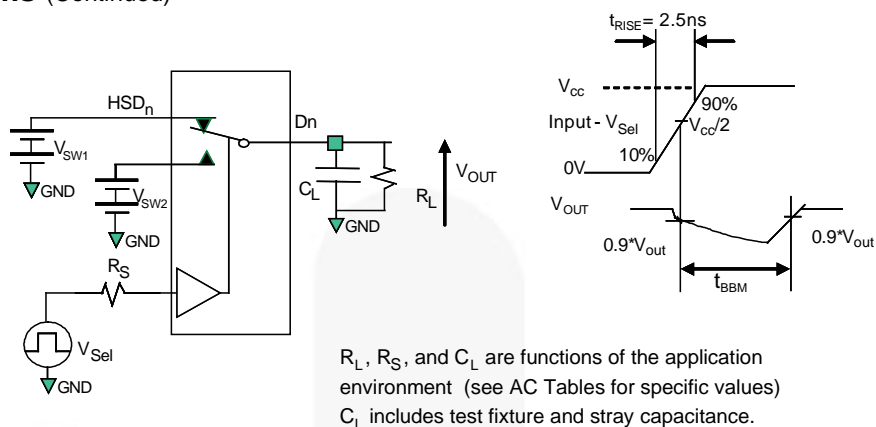 (Continued)
tRISE= 2.5ns
Vcc
90%
Input - VSel
Vcc/2
10%
0V
VOUT
0.9*Vout
0.9*Vout
tBBM
HSDn
Dn
VSW1
GND
VSW2
GND
CL
RL
VOUT
GND
RS
VSel
GND
RL, RS, and CL are functions of the application
environment (see AC Tables for specific values)
CL includes test fixture and stray capacitance.